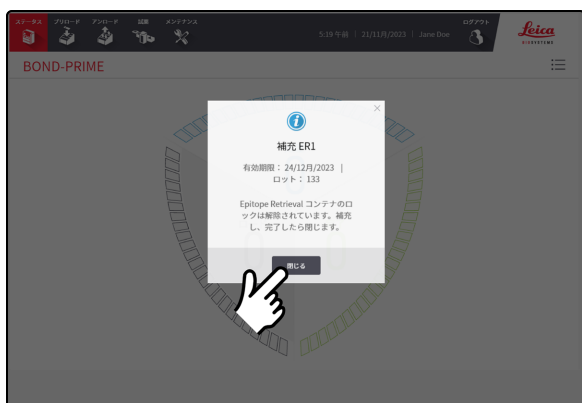 ステータス
プリロード
アンロード
試薬
メンテナンス
5:19 午前 | 21/11月/2023 | Jane Doe
ログアウト
Leica
BIOSYSTEMS
BOND-PRIME
補充 ER1
有効期限： 24/12月/2023 |
ロット： 133
Epitope Retrieval コンテナのロ
ックは解除されています。補充
し、完了したら閉じます。
閉じる